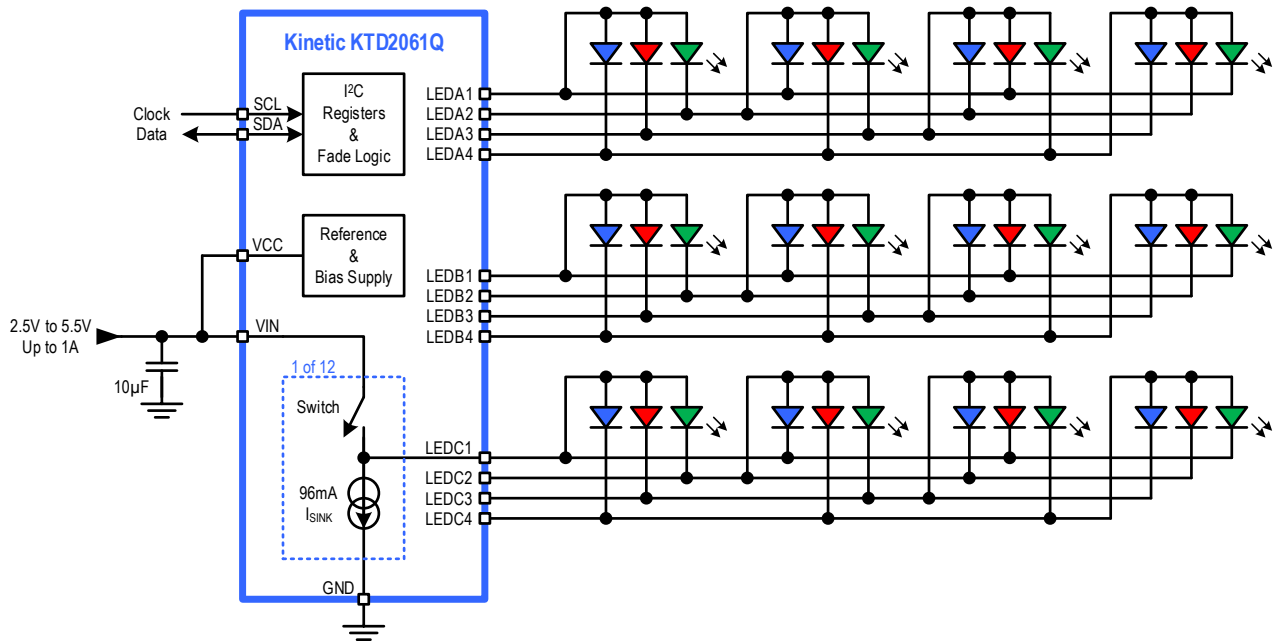 Kinetic KTD2061Q
Clock
Data
SCL
SDA
I²C
Registers
&
Fade Logic
LEDA1
LEDA2
LEDA3
LEDA4
VCC
Reference
&
Bias Supply
LEDB1
LEDB2
LEDB3
LEDB4
2.5V to 5.5V
Up to 1A
VIN
10µF
1 of 12
Switch
96mA
ISINK
LEDC1
LEDC2
LEDC3
LEDC4
GND